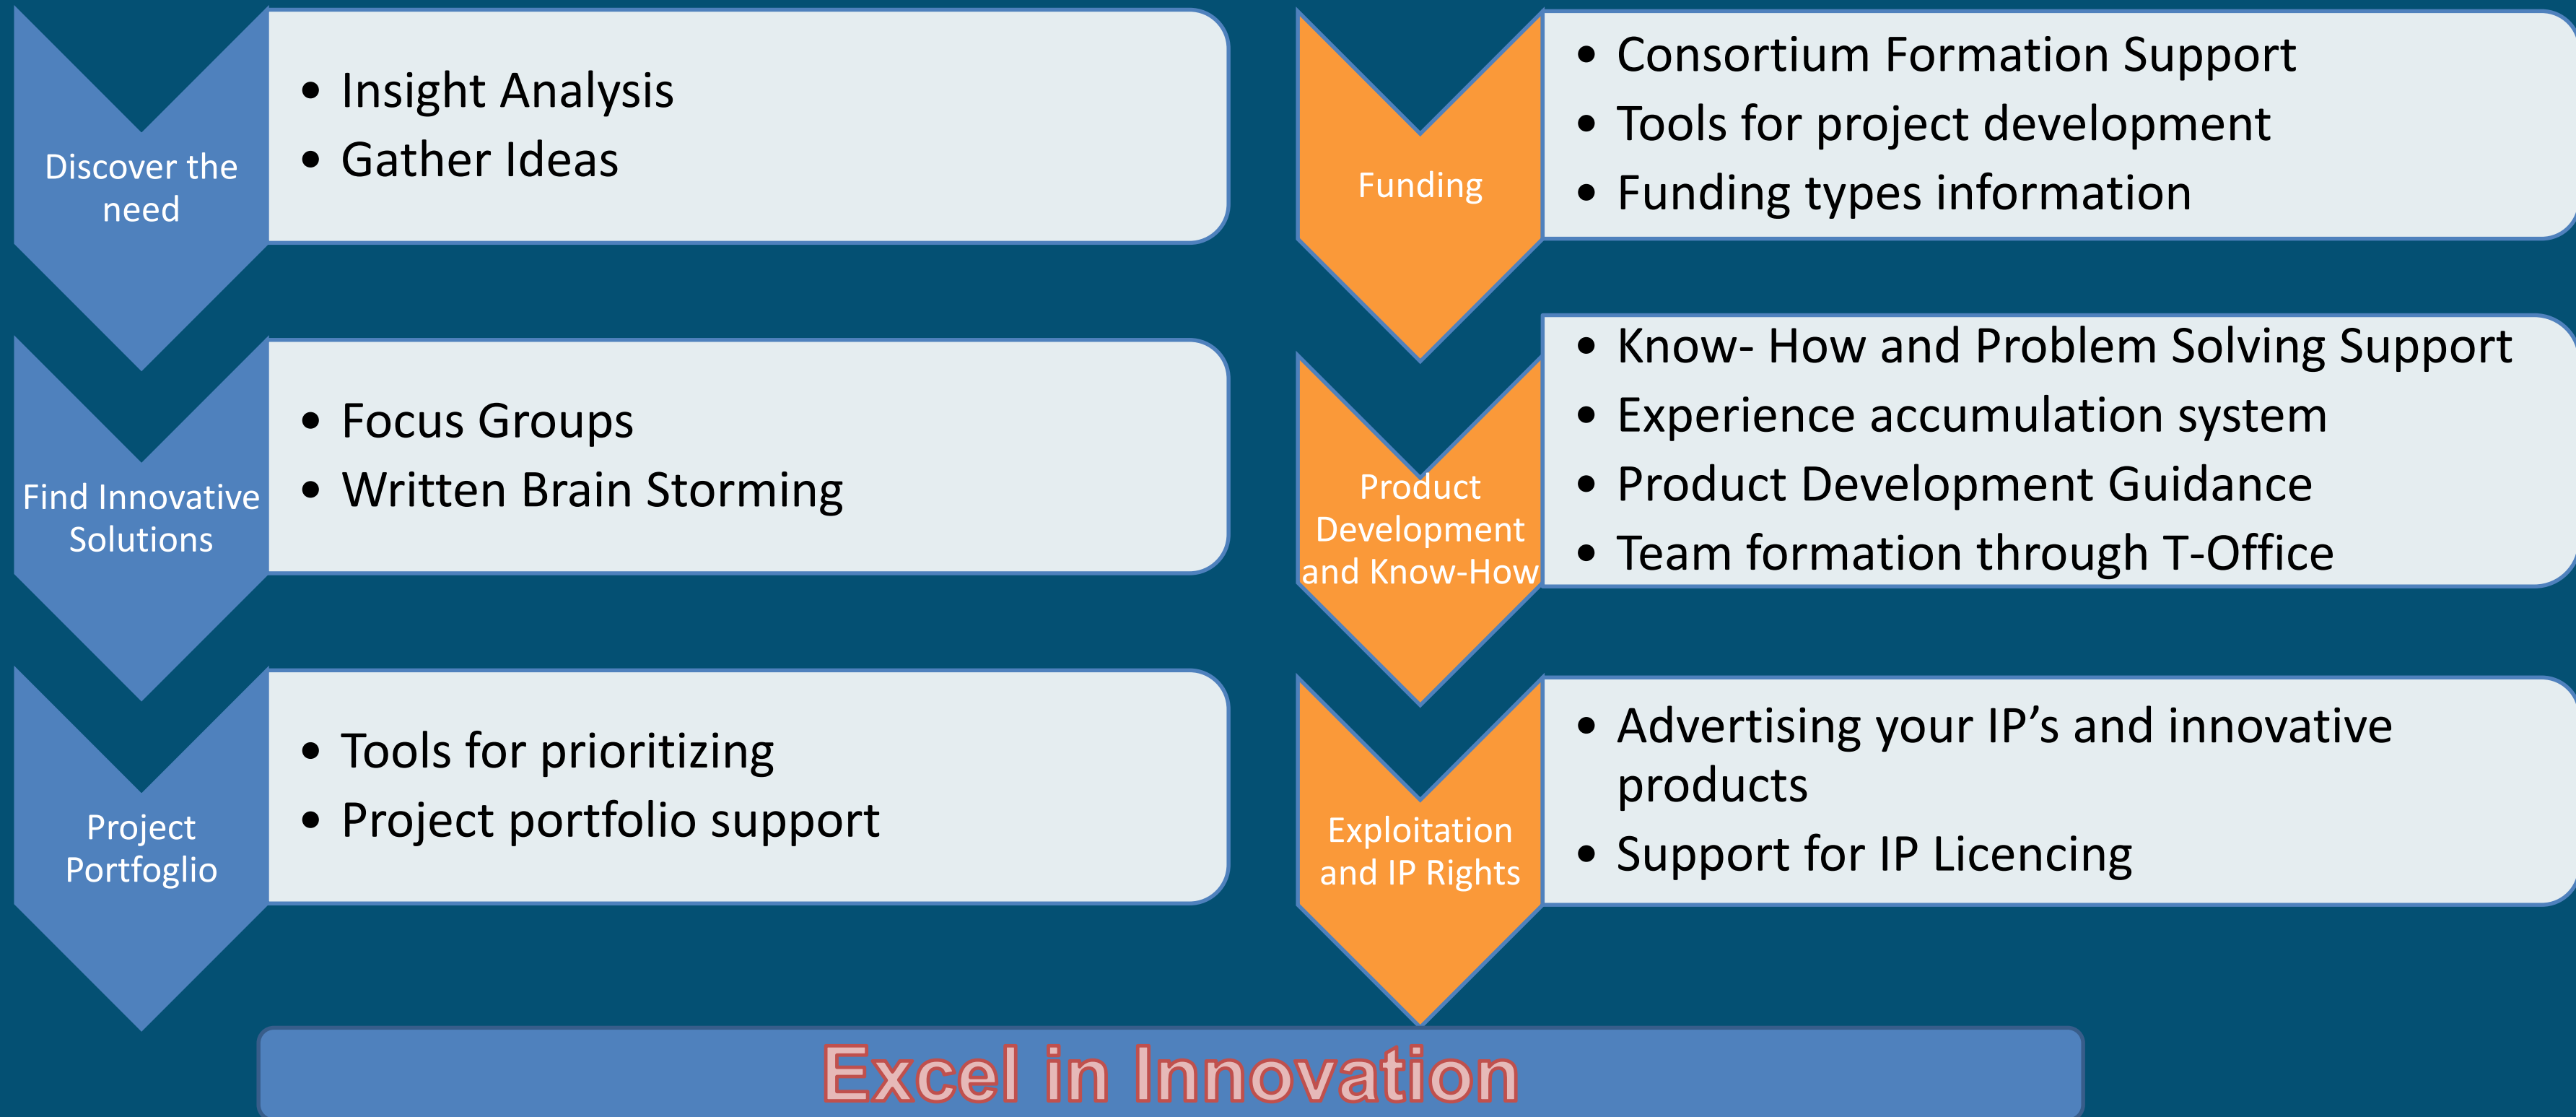 Discover the
need
• Insight Analysis
• Gather Ideas
Find Innovative
Solutions
• Focus Groups
• Written Brain Storming
Project
Portfoglio
• Tools for prioritizing
• Project portfolio support
Funding
• Consortium Formation Support
• Tools for project development
• Funding types information
Product
Development
and Know-How
• Know- How and Problem Solving Support
• Experience accumulation system
• Product Development Guidance
• Team formation through T-Office
Exploitation
and IP Rights
• Advertising your IP’s and innovative
products
• Support for IP Licencing
Excel in Innovation